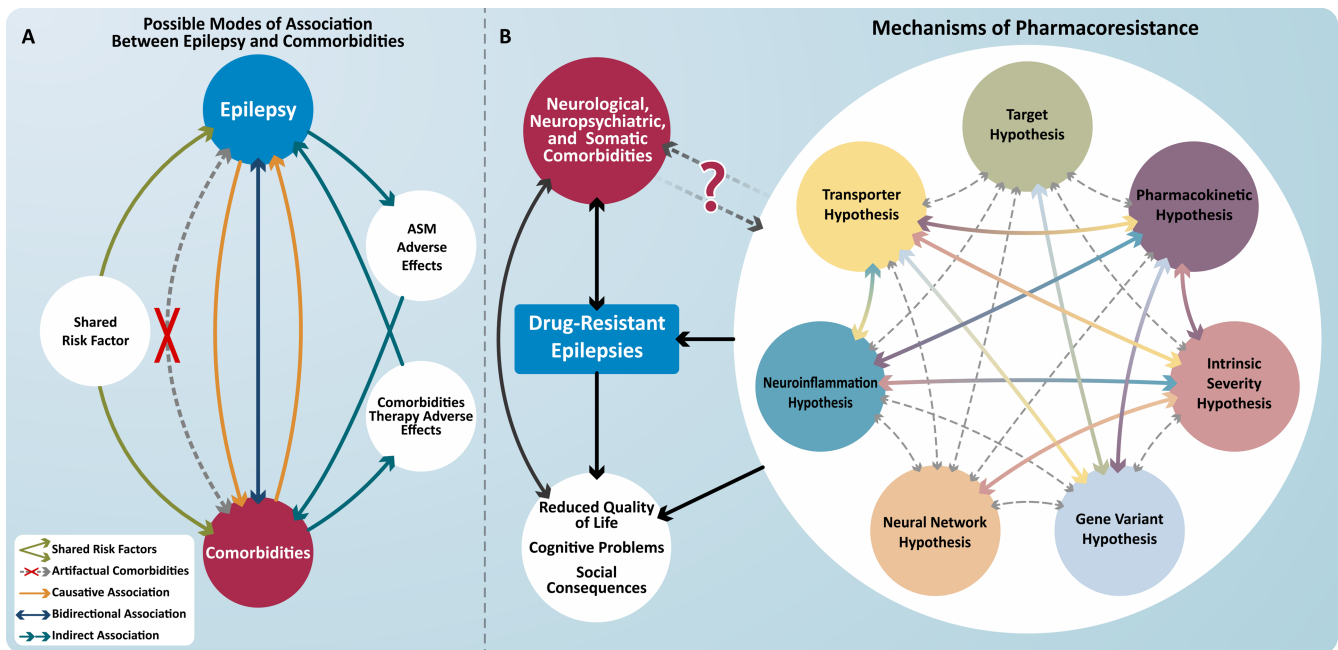 A
Possible Modes of Association
Between Epilepsy and Commorbidities
Epilepsy
ASM
Adverse
Effects
Shared
Risk Factor
X
Comorbidities
Therapy Adverse
Effects
Comorbidities
Shared Risk Factors
Artifactual Comorbidities
Causative Association
Bidirectional Association
Indirect Association
B
Mechanisms of Pharmacoresistance
Neurological,
Neuropsychiatric,
and Somatic
Comorbidities
?
Drug-Resistant
Epilepsies
Reduced Quality
of Life
Cognitive Problems
Social
Consequences
Target
Hypothesis
Transporter
Hypothesis
Pharmacokinetic
Hypothesis
Neuroinflammation
Hypothesis
Intrinsic
Severity
Hypothesis
Neural Network
Hypothesis
Gene Variant
Hypothesis